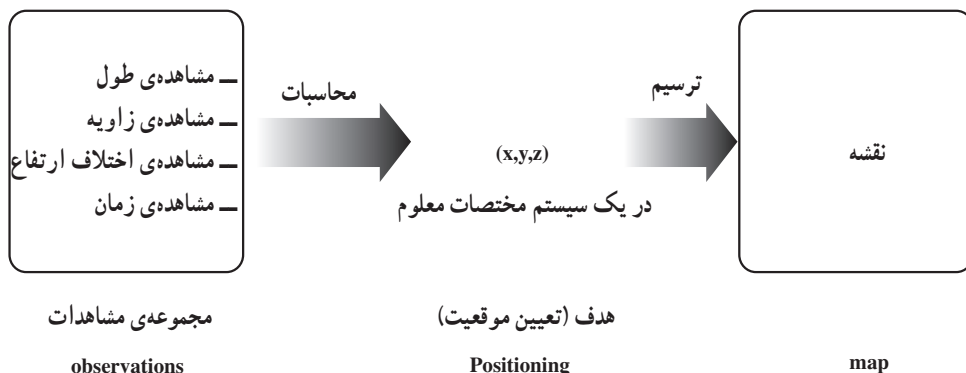 ـ مشاهده‌ی طول
ـ مشاهده‌ی زاویه
ـ مشاهده‌ی اختلاف ارتفاع
ـ مشاهده‌ی زمان
محاسبات
(x,y,z)
در یک سیستم مختصات معلوم
ترسیم
نقشه
مجموعه‌ی مشاهدات
هدف (تعیین موقعیت)
observations
Positioning
map